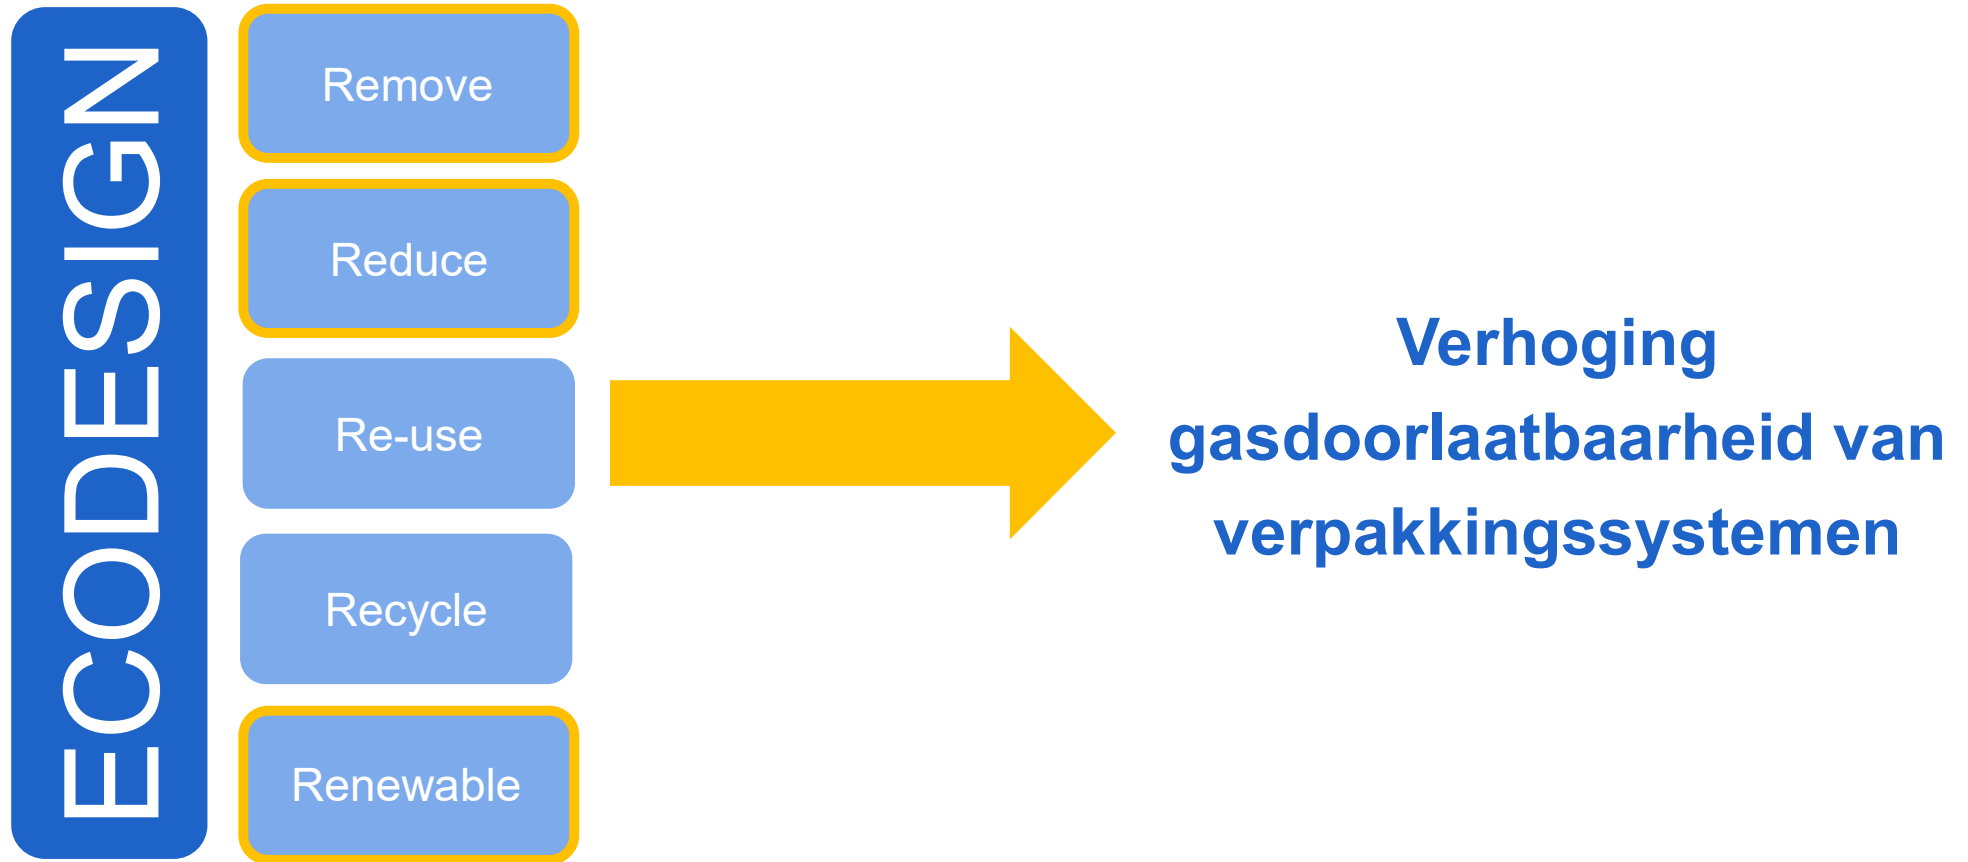 ECODESIGN
Remove
Reduce
Re-use
Recycle
Renewable
Verhoging
gasdoorlaatbaarheid van
verpakkingssystemen